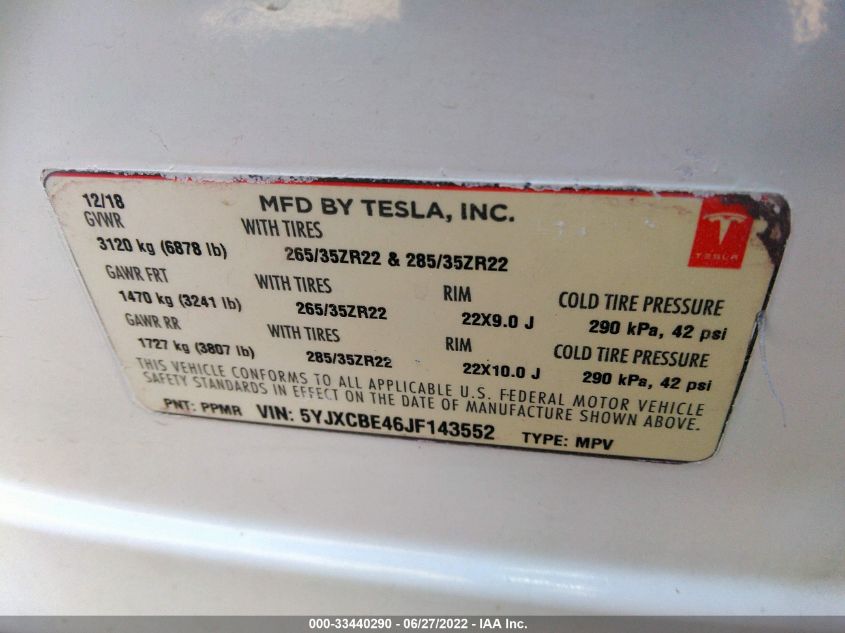 12/18 MFD BY TESLA, INC.
GVWR WITH TIRES
3120 kg (6878 lb) 265/35ZR22 & 285/35ZR22
TESLA
GAWR FRT WITH TIRES RIM COLD TIRE PRESSURE
1470 kg (3241 lb) 265/35ZR22 22X9.0 J 290 kPa, 42 psi
GAWR RR WITH TIRES RIM COLD TIRE PRESSURE
1727 kg (3807 lb) 285/35ZR22 22X10.0 J 290 kPa, 42 psi
THIS VEHICLE CONFORMS TO ALL APPLICABLE U.S. FEDERAL MOTOR VEHICLE
SAFETY STANDARDS IN EFFECT ON THE DATE OF MANUFACTURE SHOWN ABOVE.
PNT: PPMR VIN: 5YJXCBE46JF143552 TYPE: MPV
000-33440290 - 06/27/2022 - IAA Inc.